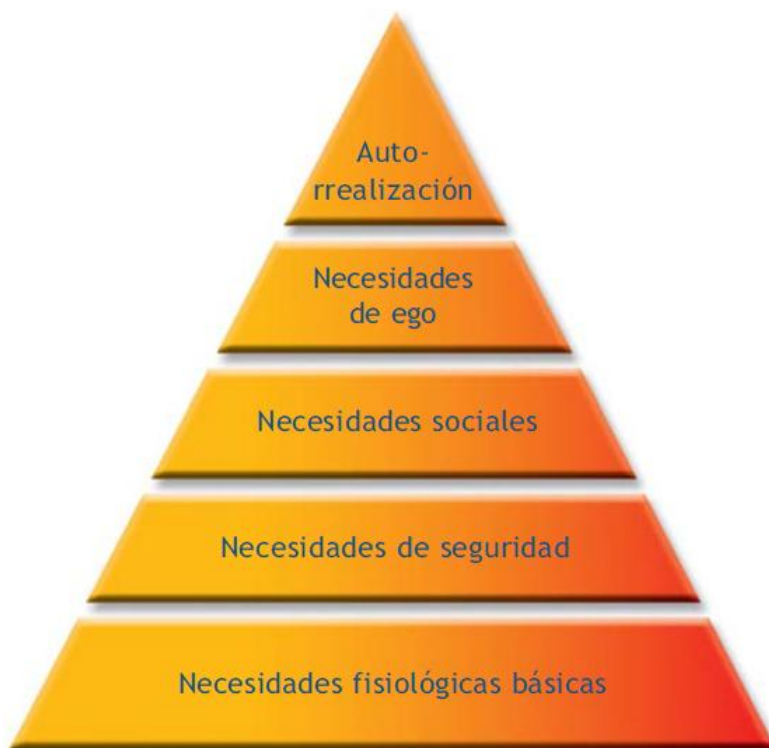 Auto-
rrealización
Necesidades
de ego
Necesidades sociales
Necesidades de seguridad
Necesidades fisiológicas básicas